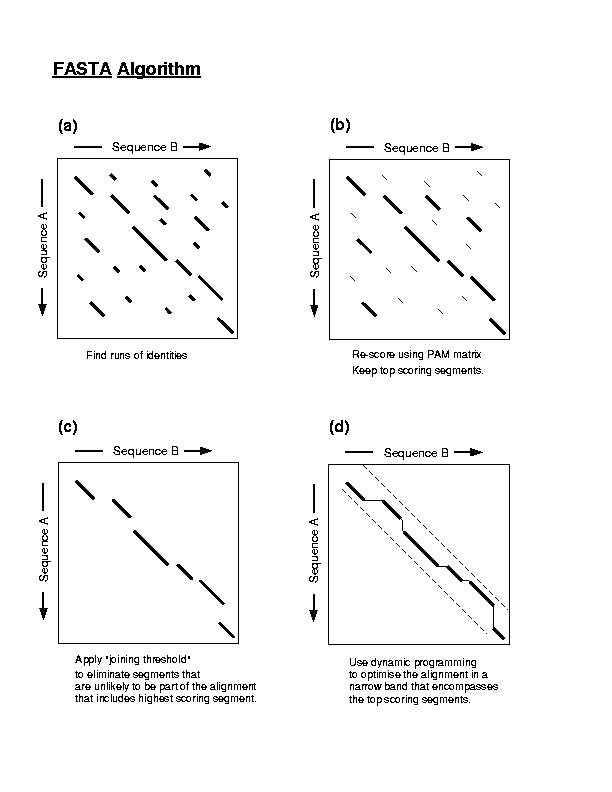 FASTA Algorithm
(a)
Sequence B
Sequence A
Find runs of identities
(b)
Sequence B
Sequence A
Re-score using PAM matrix
Keep top scoring segments.
(c)
Sequence B
Sequence A
Apply "joining threshold"
to eliminate segments that
are unlikely to be part of the alignment
that includes highest scoring segment.
(d)
Sequence B
Sequence A
Use dynamic programming
to optimise the alignment in a
narrow band that encompasses
the top scoring segments.